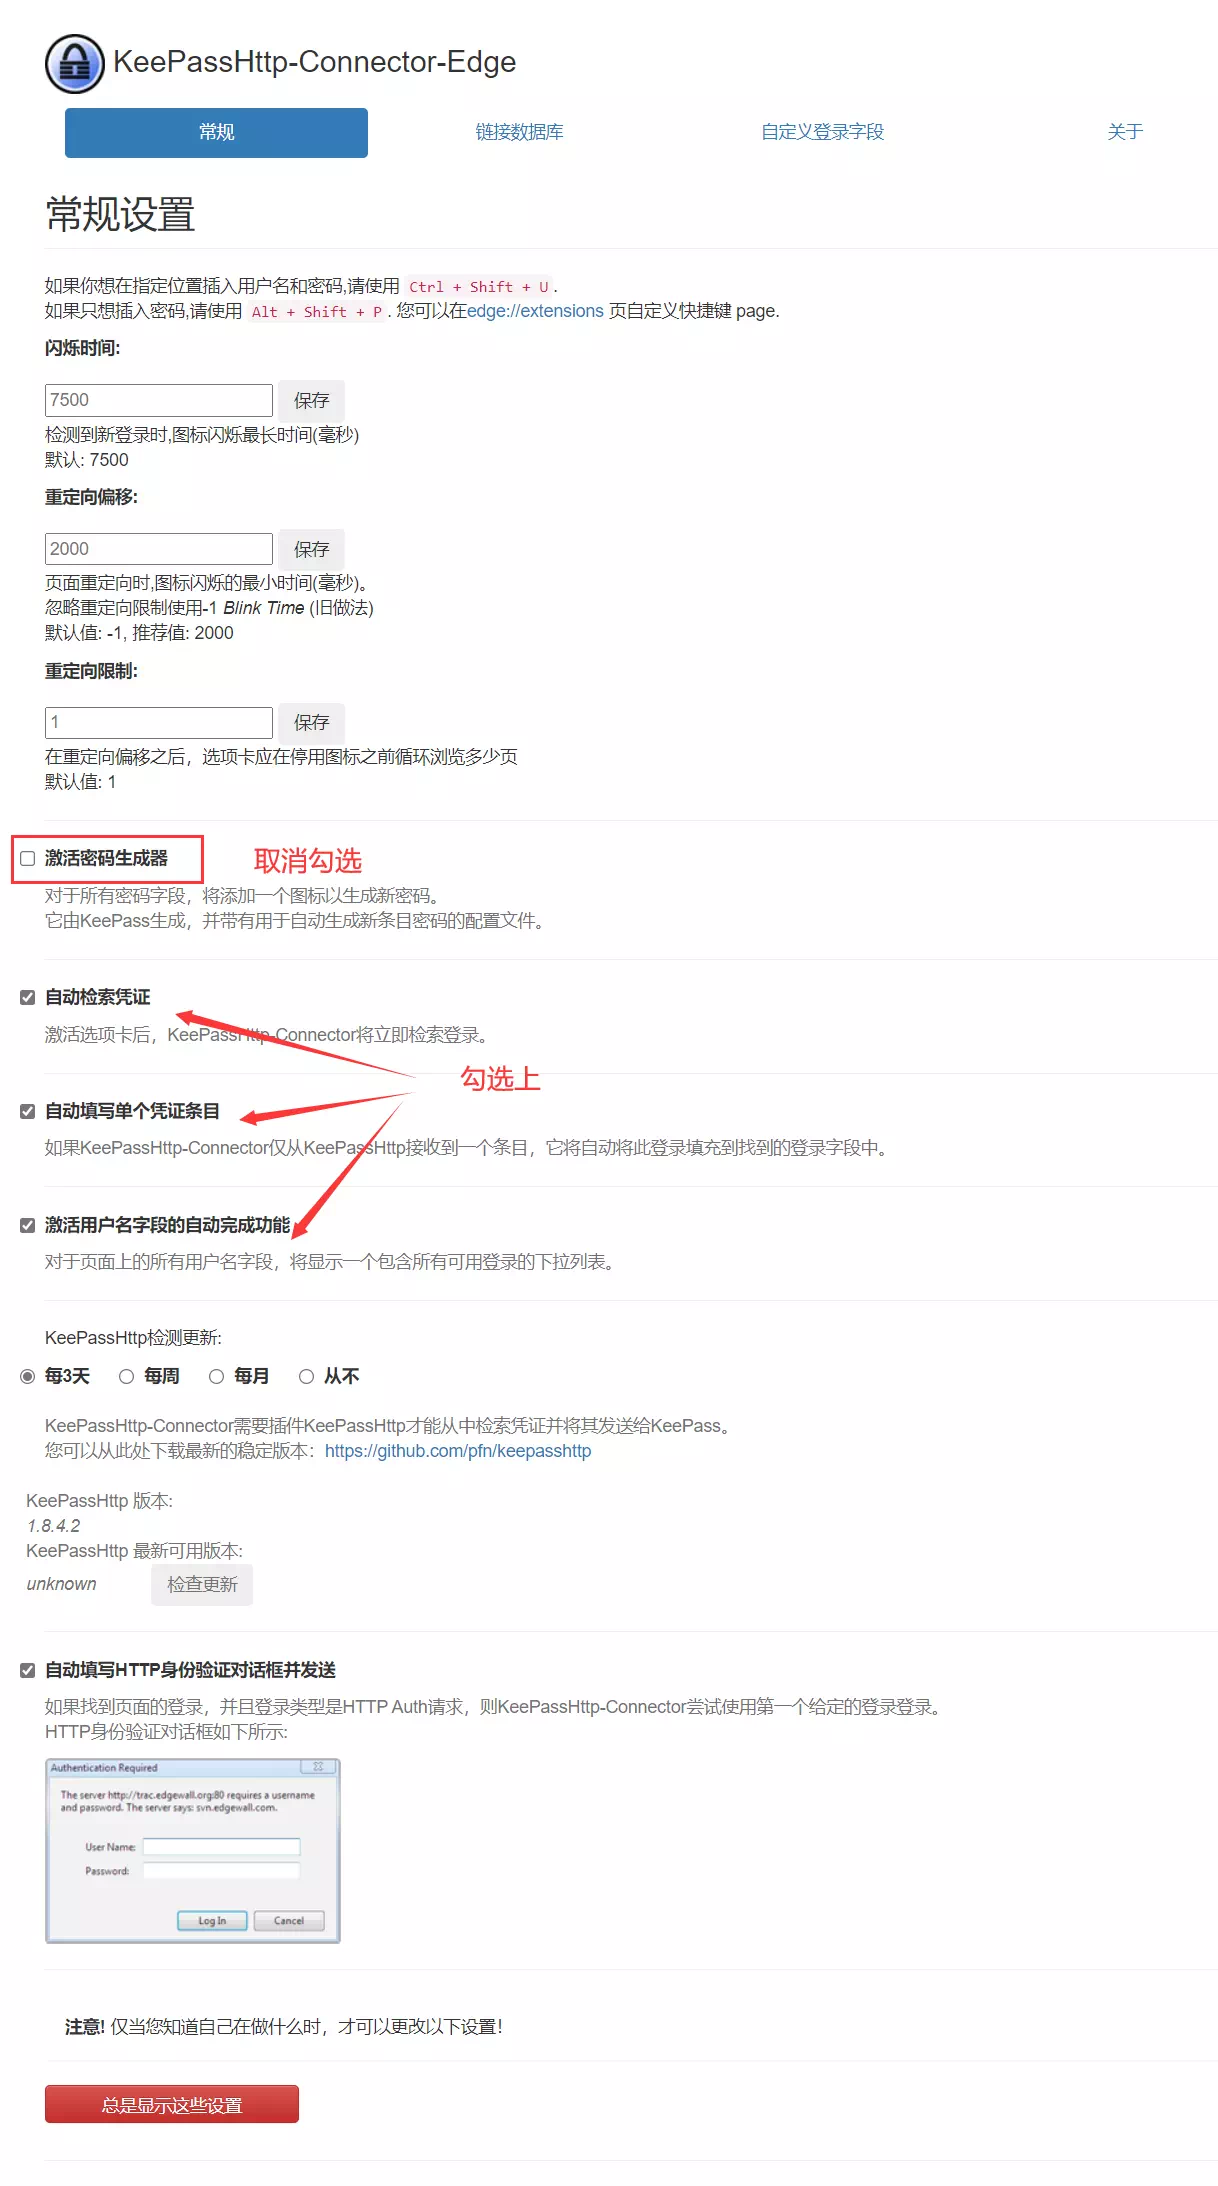 KeePassHttp-Connector-Edge
常规
链接数据库
自定义登录字段
关于
常规设置
如果你想在指定位置插入用户名和密码,请使用 Ctrl + Shift + U .
如果只想插入密码,请使用 Alt + Shift + P . 您可以在edge://extensions 页自定义快捷键 page.
闪烁时间:
7500 保存
检测到新登录时,图标闪烁最长时间(毫秒)
默认: 7500
重定向偏移:
2000 保存
页面重定向时,图标闪烁的最小时间(毫秒)。
忽略重定向限制使用-1 Blink Time (旧做法)
默认值: -1, 推荐值: 2000
重定向限制:
1 保存
在重定向偏移之后，选项卡应在停用图标之前循环浏览多少页
默认值: 1
激活密码生成器
取消勾选
对于所有密码字段，将添加一个图标以生成新密码。
它由KeePass生成，并带有用于自动生成新条目密码的配置文件。
自动检索凭证
激活选项卡后，KeePassHttp-Connector将立即检索登录。
勾选上
自动填写单个凭证条目
如果KeePassHttp-Connector仅从KeePassHttp接收到一个条目，它将自动将此登录填充到找到的登录字段中。
激活用户名字段的自动完成功能
对于页面上的所有用户名字段，将显示一个包含所有可用登录的下拉列表。
KeePassHttp检测更新:
每3天 每周 每月 从不
KeePassHttp-Connector需要插件KeePassHttp才能从中检索凭证并将其发送给KeePass。
您可以从此处下载最新的稳定版本：https://github.com/pfn/keepasshttp
KeePassHttp 版本:
1.8.4.2
KeePassHttp 最新可用版本:
unknown 检查更新
自动填写HTTP身份验证对话框并发送
如果找到页面的登录，并且登录类型是HTTP Auth请求，则KeePassHttp-Connector尝试使用第一个给定的登录登录。
HTTP身份验证对话框如下所示:
Authentication Required
The server http://trac.edgewall.org:80 requires a username
and password. The server says: svn.edgewall.com.
User Name:
Password:
Log In Cancel
注意! 仅当您知道自己在做什么时，才可以更改以下设置!
总是显示这些设置